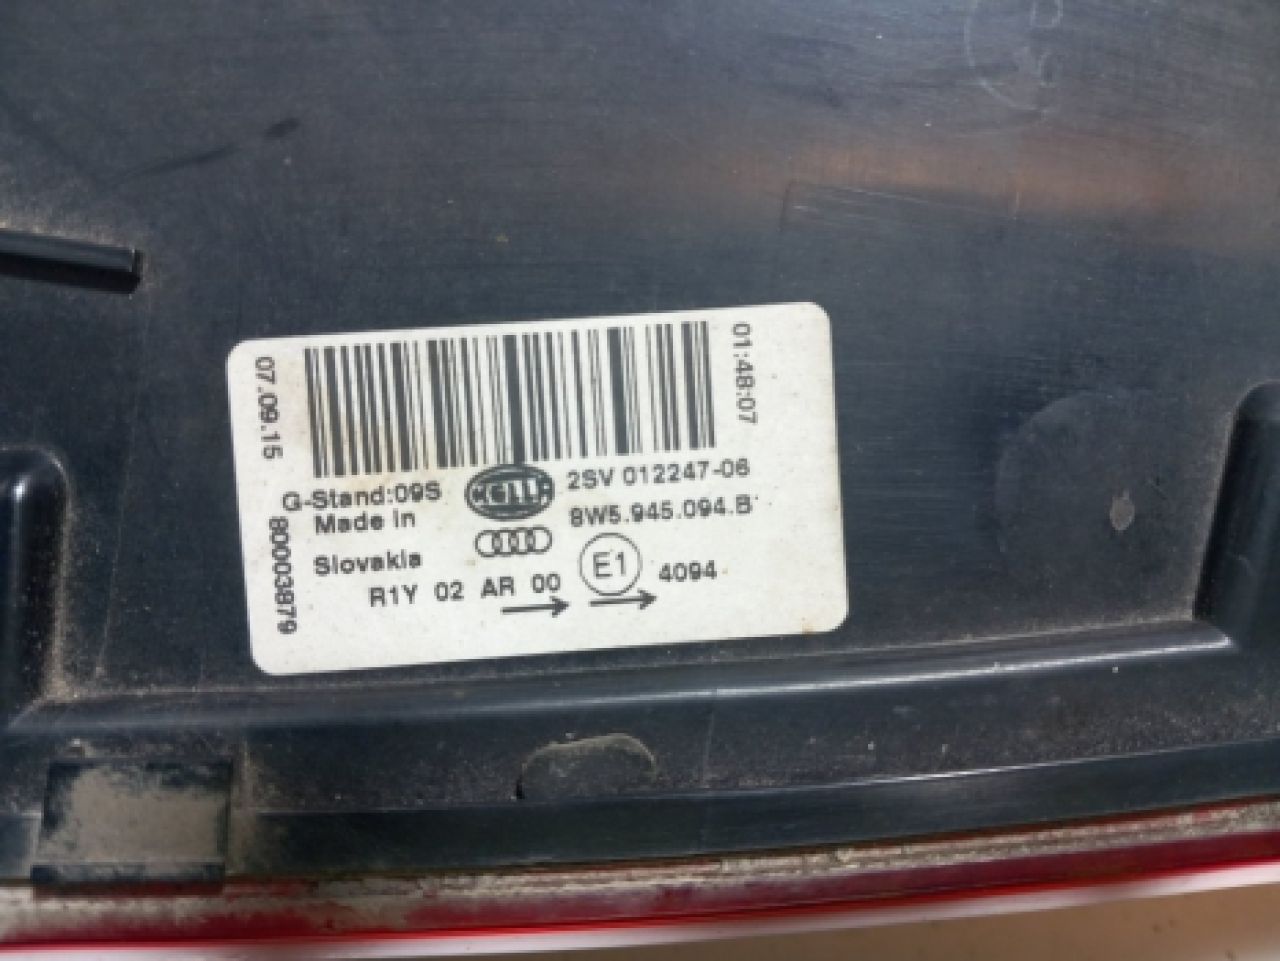 07.09.15
01:48:07
G-Stand:09S
HELLA
2SV 012247-06
Made in
8W5.945.094.B
Slovakia
E1
4094
R1Y 02 AR 00
80003879